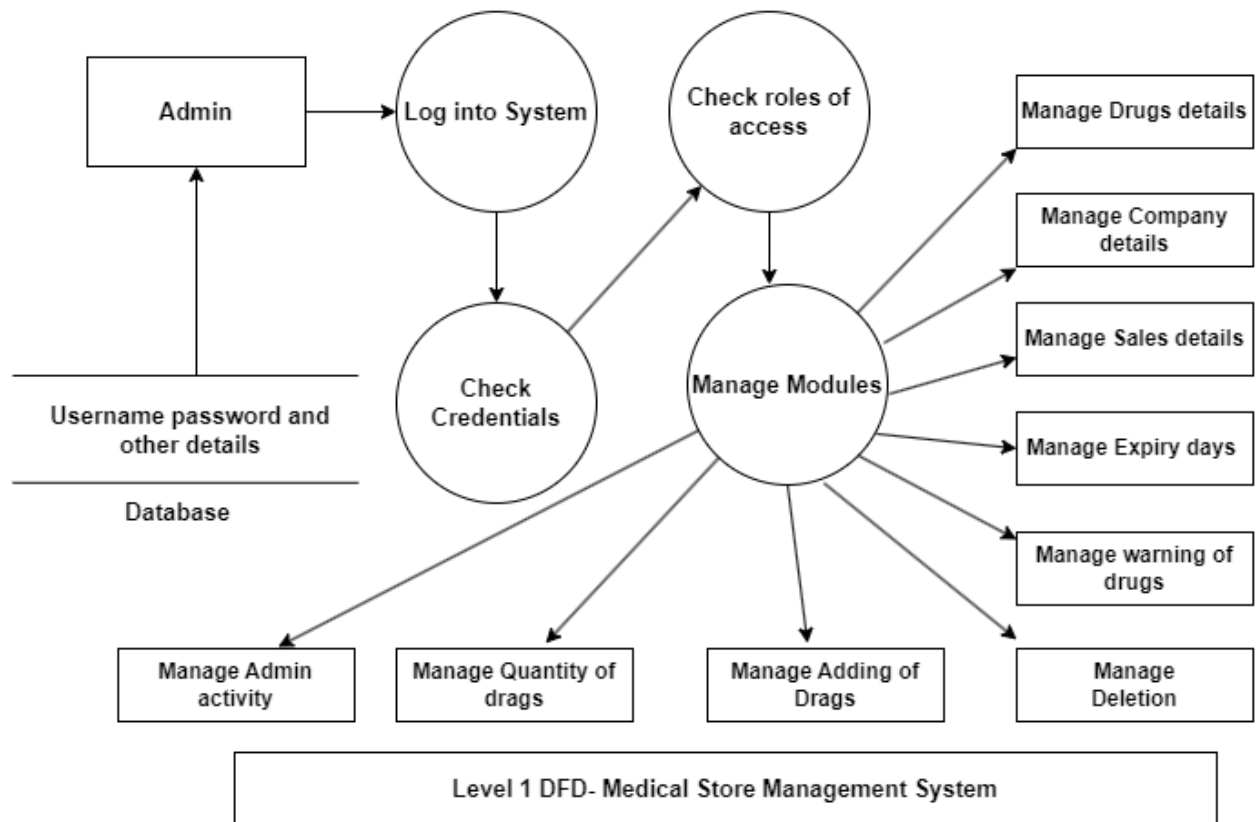 Admin
Log into System
Check roles of
access
Manage Drugs details
Manage Company
details
Manage Sales details
Username password and
other details
Database
Check
Credentials
Manage Modules
Manage Expiry days
Manage warning of
drugs
Manage Admin
activity
Manage Quantity of
drags
Manage Adding of
Drags
Manage
Deletion
Level 1 DFD- Medical Store Management System